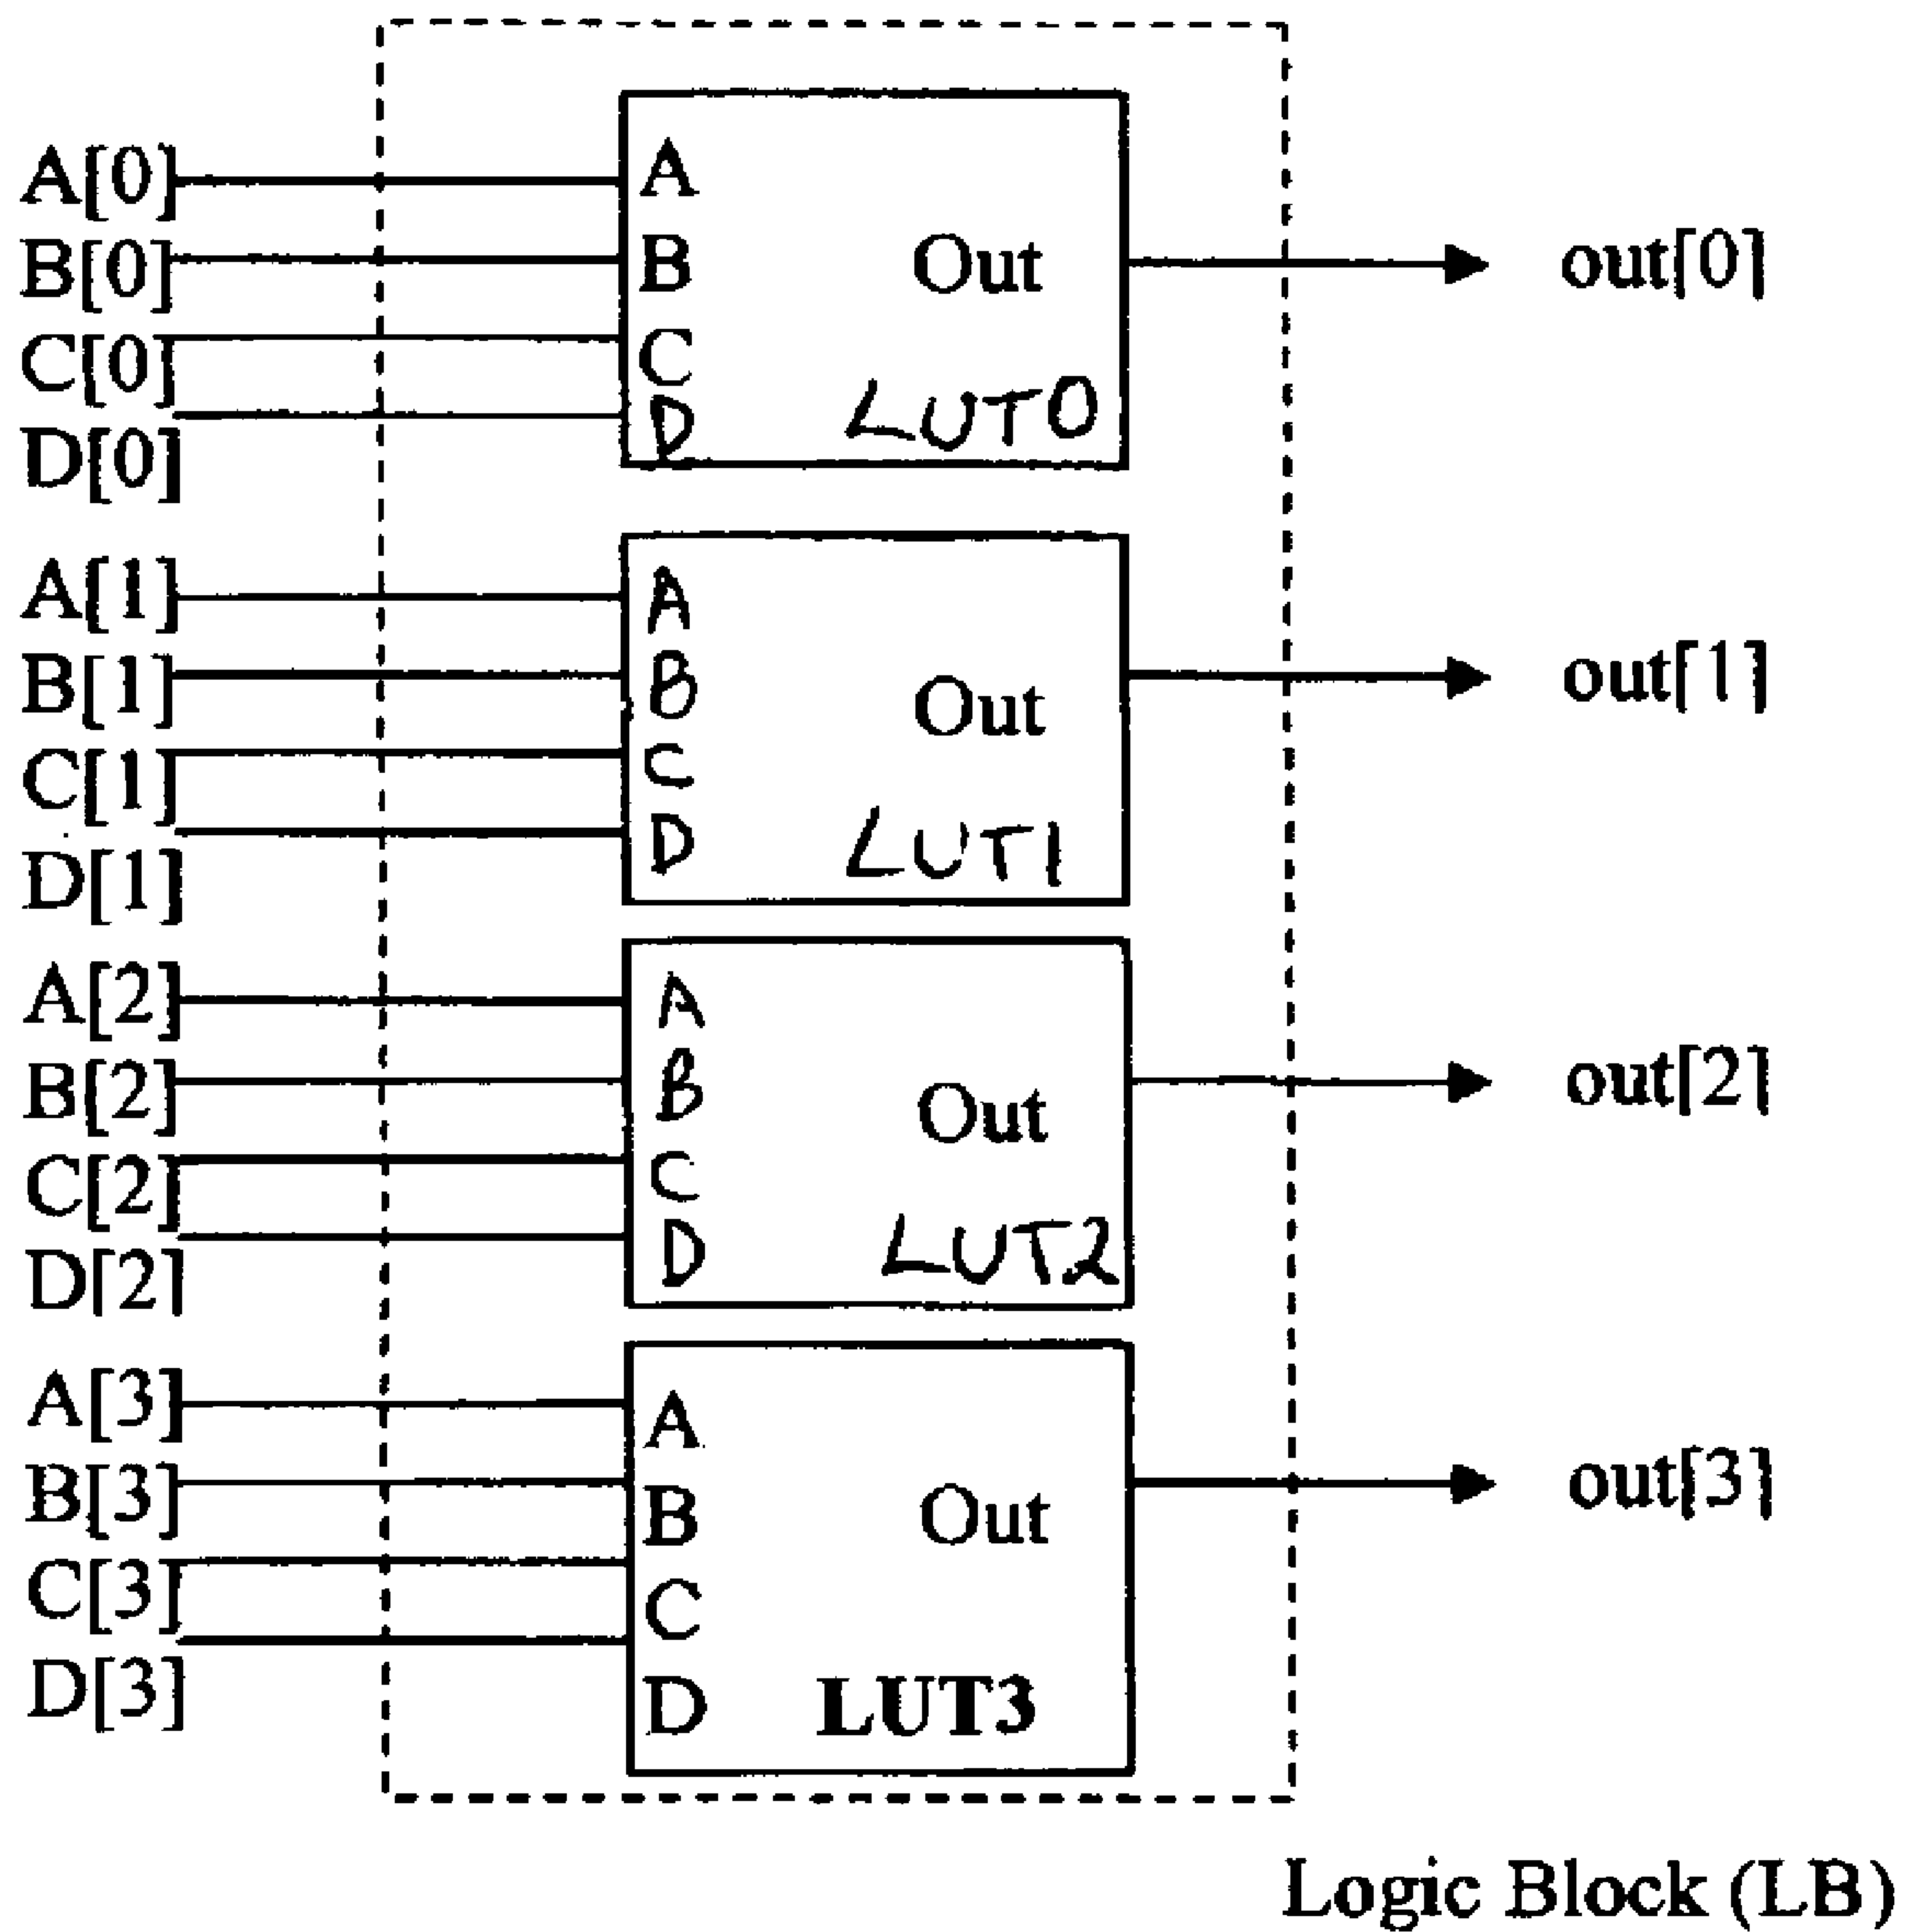 A[0] A
B[0] B Out out[0]
C[0] C
D[0] D LUT0
A[1] A
B[1] B Out out[1]
C[1] C
D[1] D LUT1
A[2] A
B[2] B Out out[2]
C[2] C
D[2] D LUT2
A[3] A
B[3] B Out out[3]
C[3] C
D[3] D LUT3
Logic Block (LB)